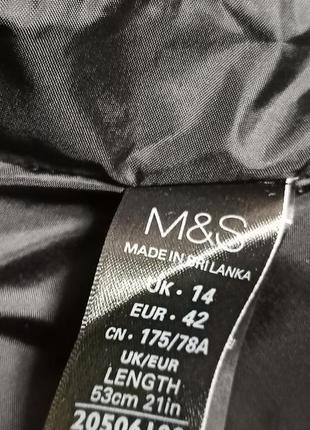 M&S
MADE IN SRI LANKA
UK · 14
EUR · 42
CN · 175/78A
UK/EUR
LENGTH
53cm 21in